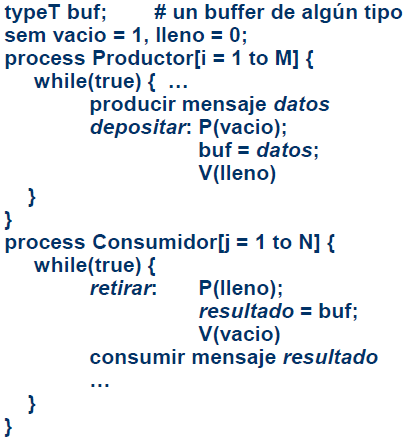 typeT buf;        # un buffer de algún tipo
sem vacio = 1, lleno = 0;
process Productor[i = 1 to M] {
    while(true) {  …
            producir mensaje datos
            depositar: P(vacio);
                            buf = datos;
                            V(lleno)
    }
}
process Consumidor[j = 1 to N] {
    while(true) {
            retirar:      P(lleno);
                            resultado = buf;
                            V(vacio)
            consumir mensaje resultado
            …
    }
}